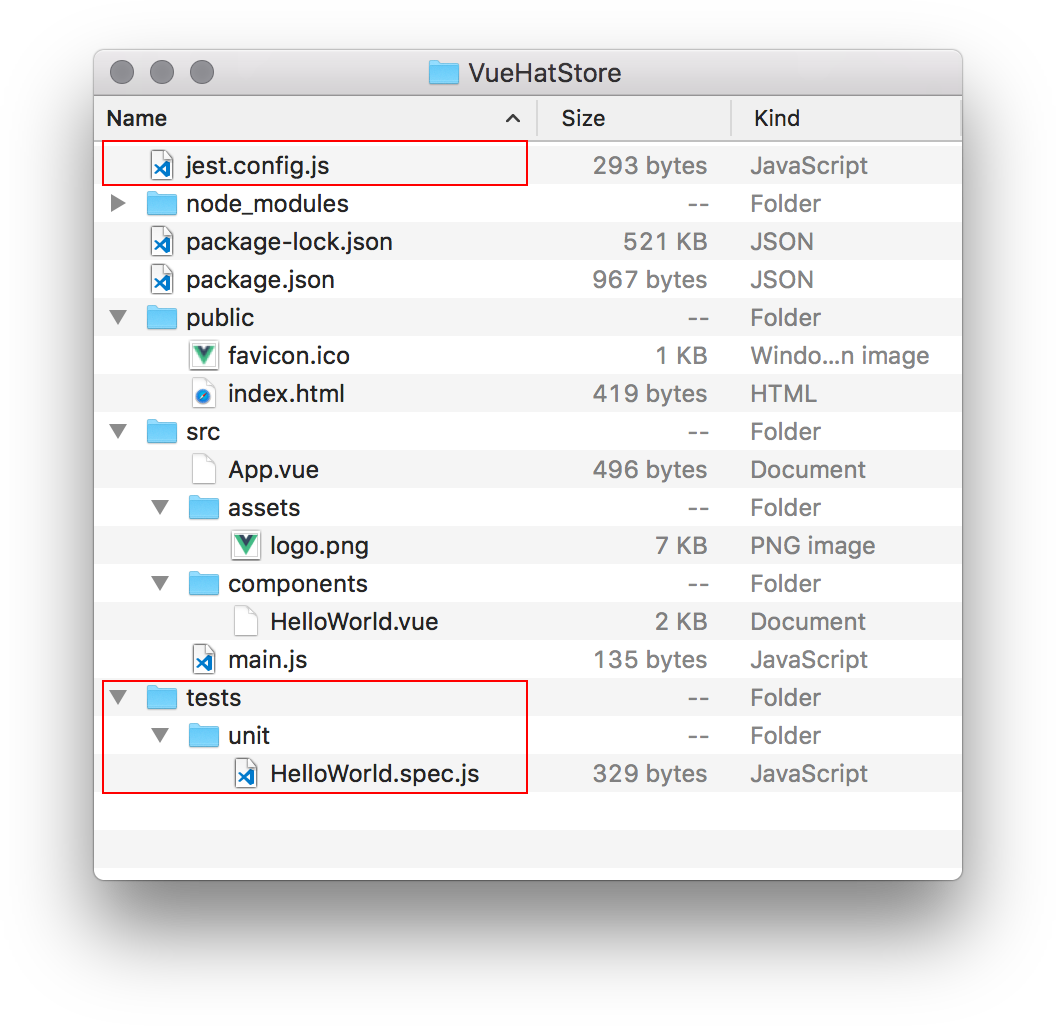 VueHatStore
Name Size Kind
jest.config.js 293 bytes JavaScript
node_modules -- Folder
package-lock.json 521 KB JSON
package.json 967 bytes JSON
public -- Folder
favicon.ico 1 KB Windo...n image
index.html 419 bytes HTML
src -- Folder
App.vue 496 bytes Document
assets -- Folder
logo.png 7 KB PNG image
components -- Folder
HelloWorld.vue 2 KB Document
main.js 135 bytes JavaScript
tests -- Folder
unit -- Folder
HelloWorld.spec.js 329 bytes JavaScript